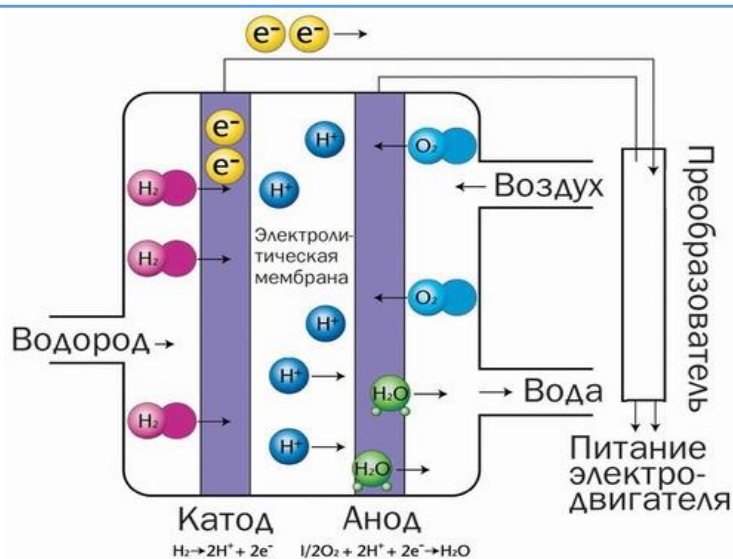 e⁻ e⁻
e⁻
e⁻
H⁺
O₂
H₂
H⁺
Воздух
Преобразователь
Электроли-
тическая
мембрана
H₂
O₂
H⁺
Водород
H⁺
H₂O
Вода
H₂
H⁺
H₂O
Питание
электро-
двигателя
Катод
Анод
H₂→2H⁺ + 2e⁻
1/2O₂ + 2H⁺ + 2e⁻→H₂O